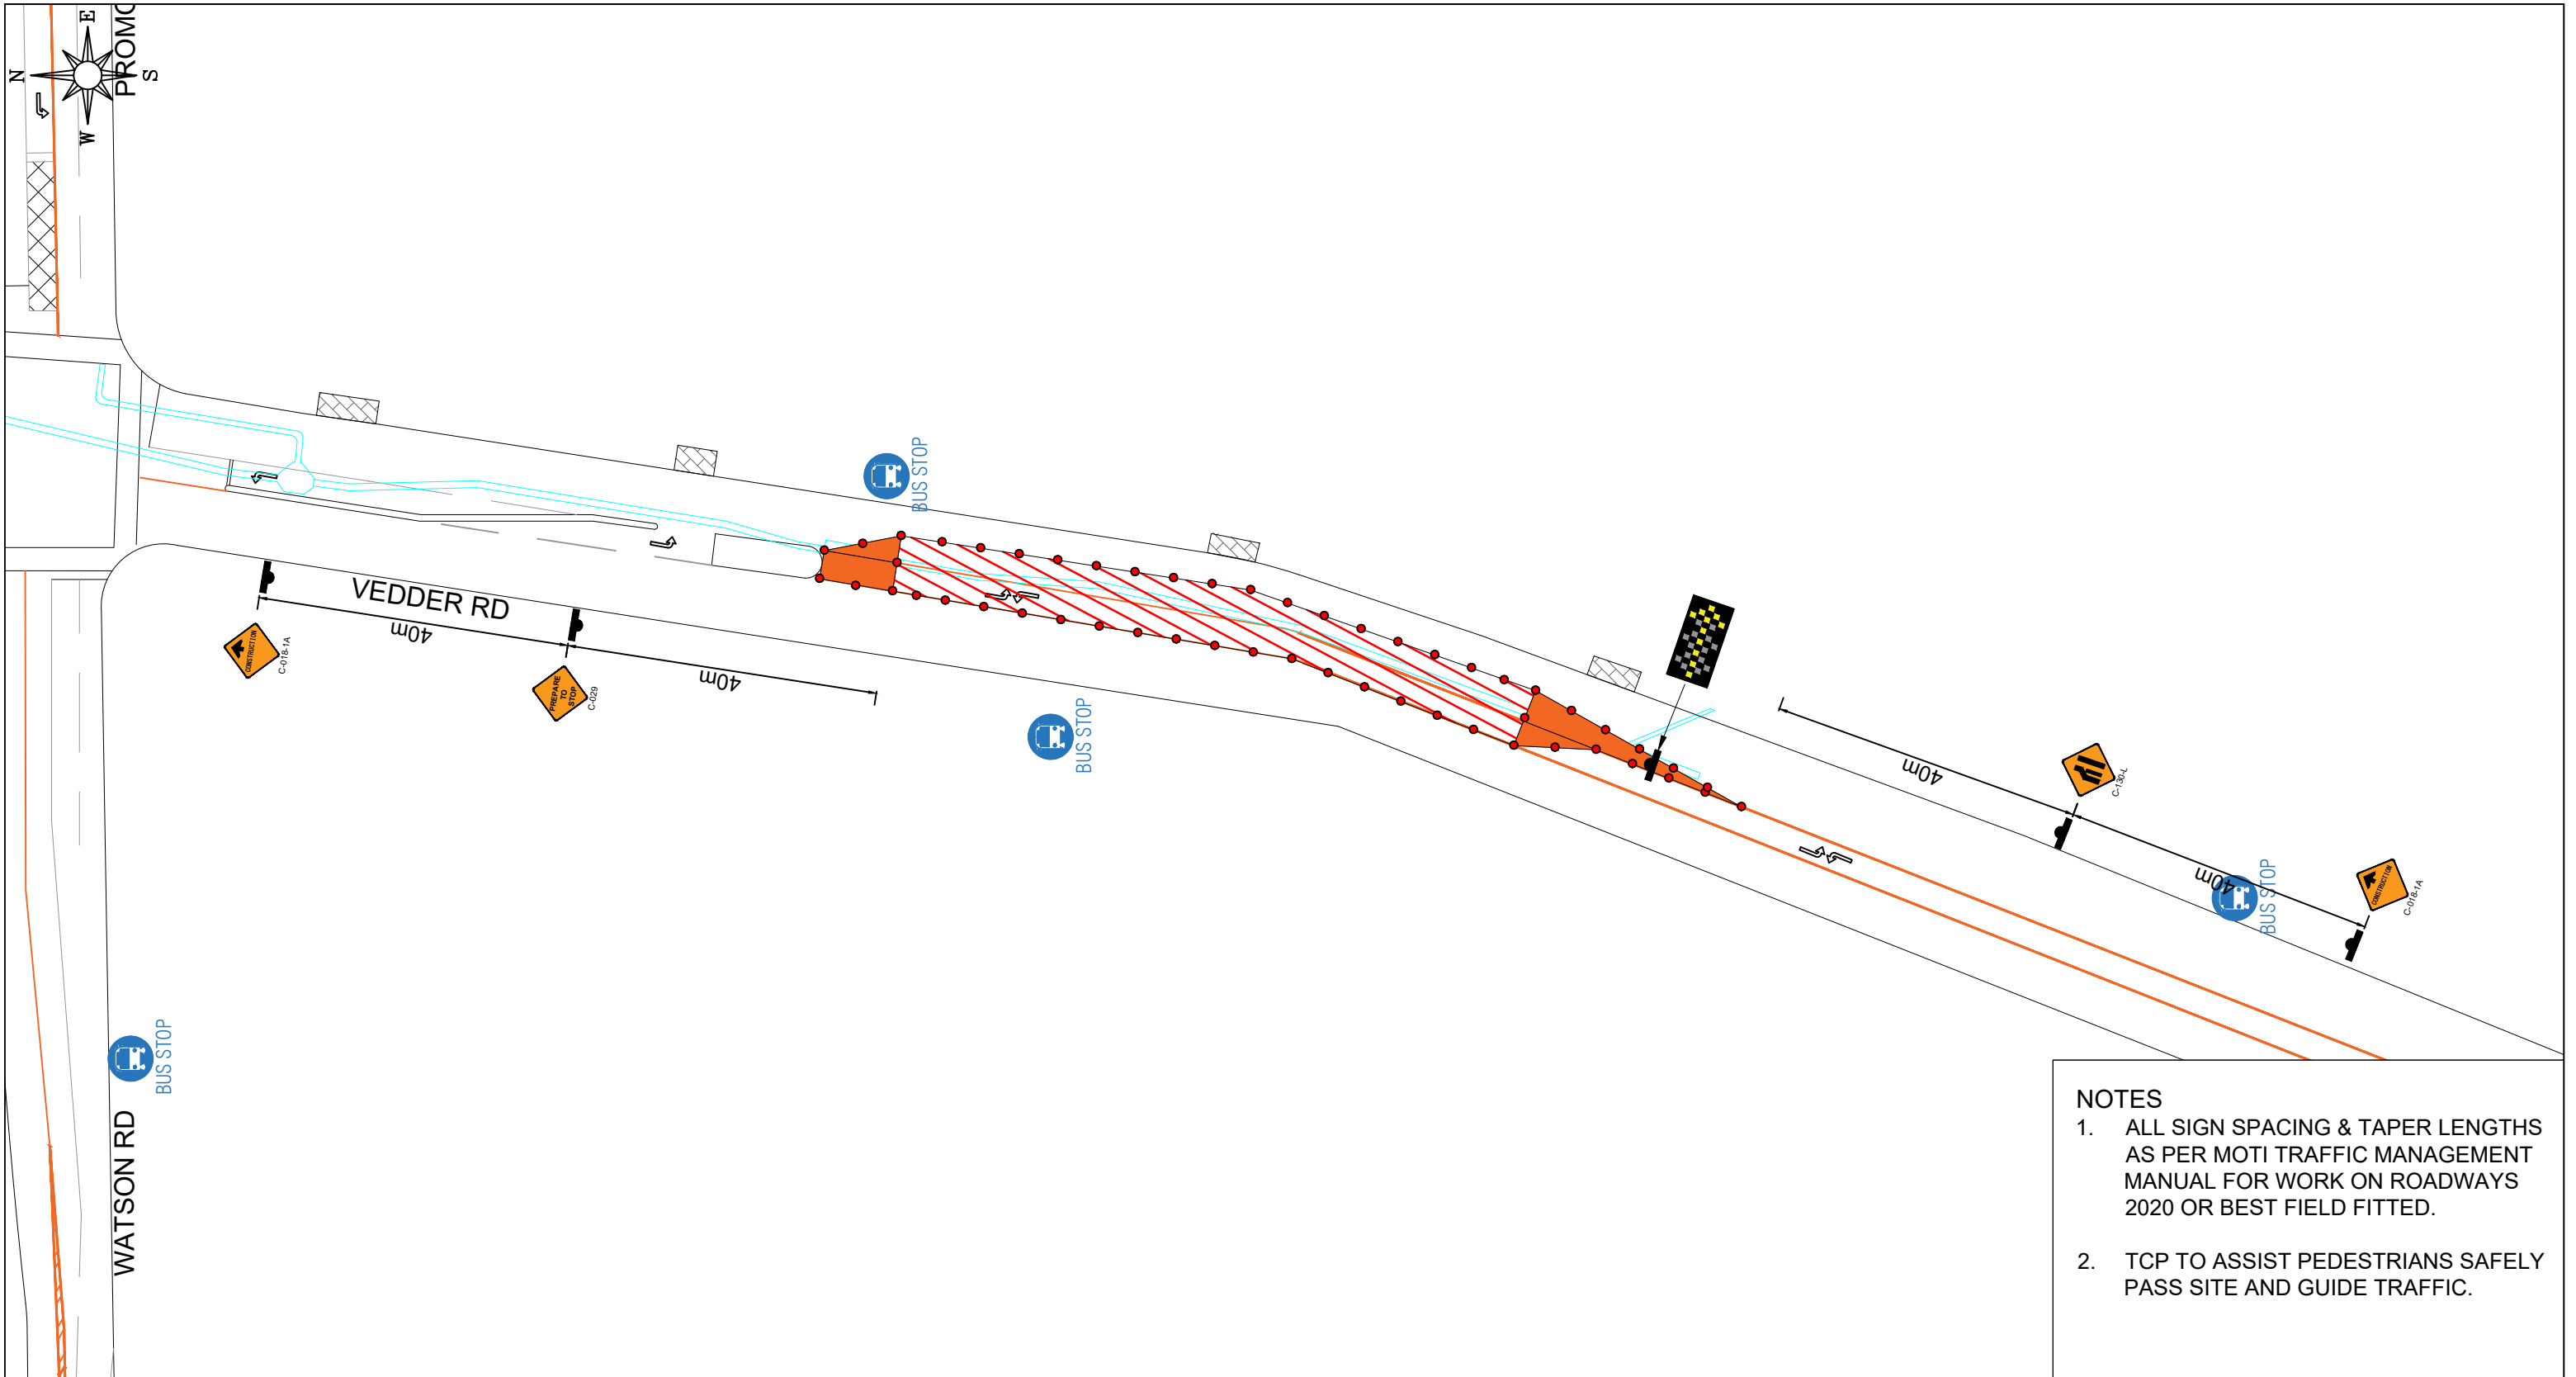 E
N
S
W
PROMO
BUS STOP
VEDDER RD
40m
40m
CONSTRUCTION
C-018-1A
PREPARE
TO
STOP
C-029
BUS STOP
40m
C-130-L
40m
BUS STOP
CONSTRUCTION
C-018-1A
BUS STOP
WATSON RD
NOTES
1. ALL SIGN SPACING & TAPER LENGTHS
AS PER MOTI TRAFFIC MANAGEMENT
MANUAL FOR WORK ON ROADWAYS
2020 OR BEST FIELD FITTED.
2. TCP TO ASSIST PEDESTRIANS SAFELY
PASS SITE AND GUIDE TRAFFIC.